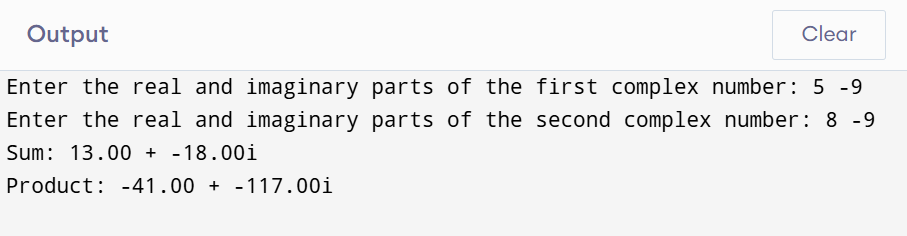 Output
Clear
Enter the real and imaginary parts of the first complex number: 5 -9
Enter the real and imaginary parts of the second complex number: 8 -9
Sum: 13.00 + -18.00i
Product: -41.00 + -117.00i